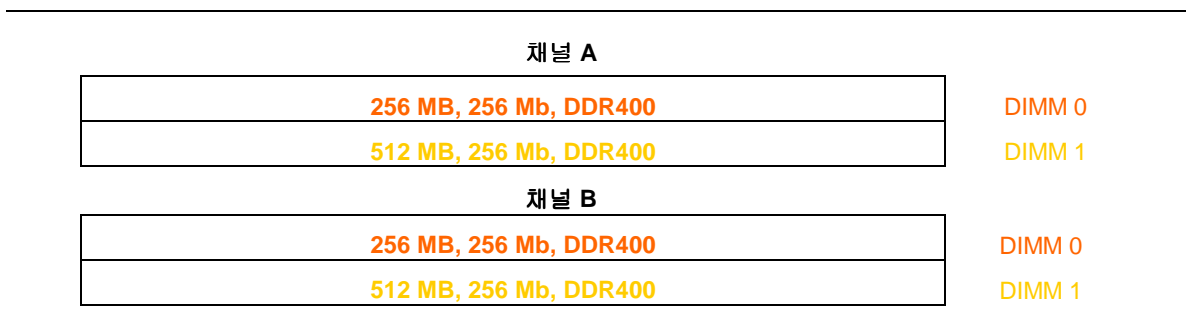 채널 A
256 MB, 256 Mb, DDR400 DIMM 0
512 MB, 256 Mb, DDR400 DIMM 1
채널 B
256 MB, 256 Mb, DDR400 DIMM 0
512 MB, 256 Mb, DDR400 DIMM 1